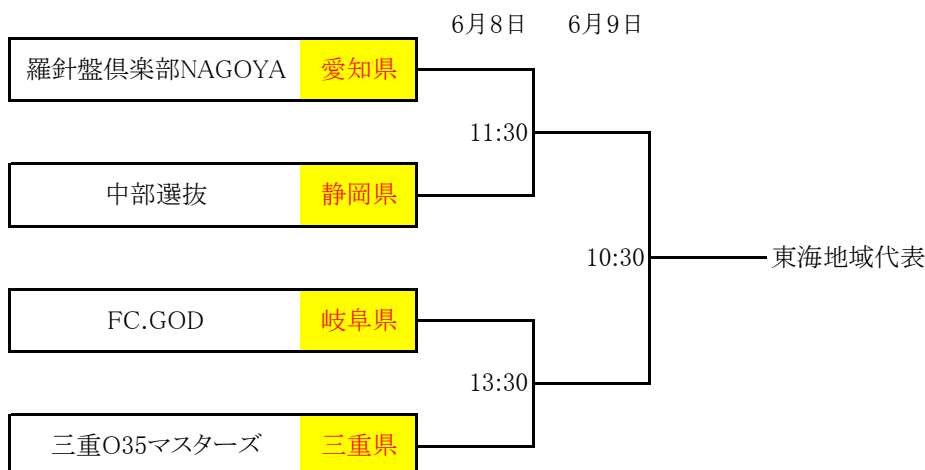 6月8日 6月9日
羅針盤倶楽部NAGOYA 愛知県
11:30
中部選抜 静岡県
10:30 東海地域代表
FC.GOD 岐阜県
13:30
三重O35マスターズ 三重県